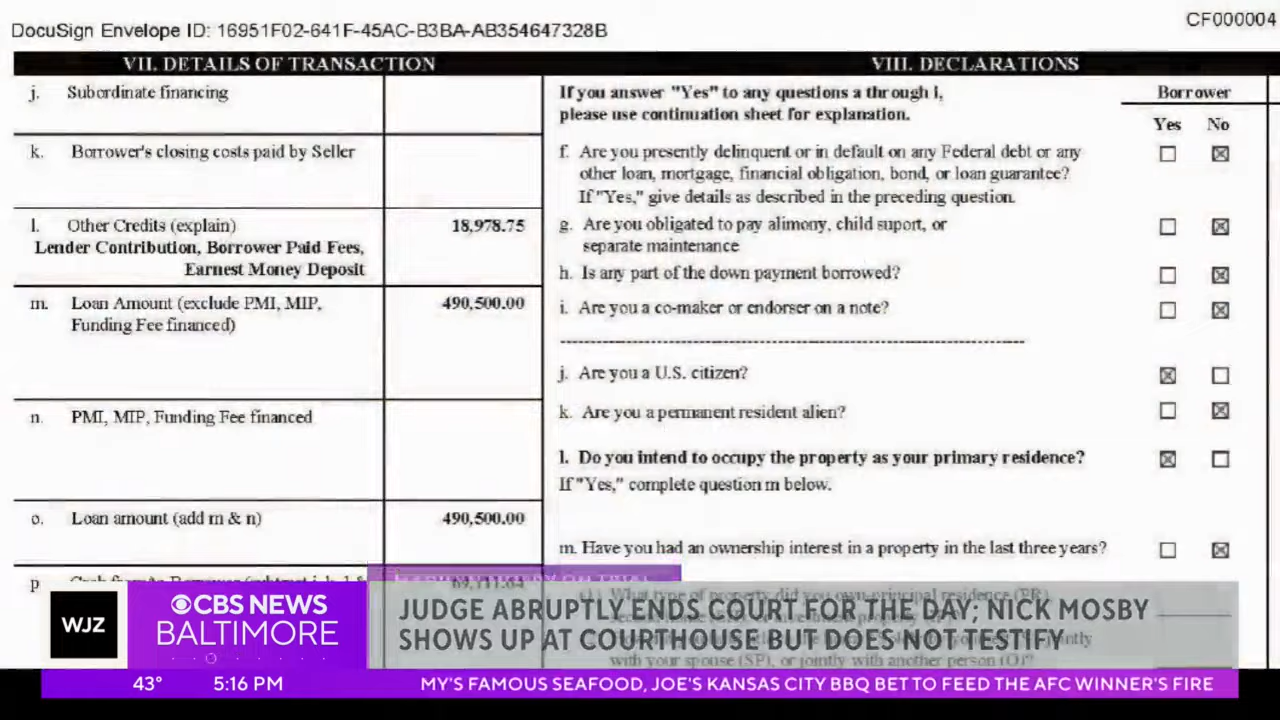 DocuSign Envelope ID: 16951F02-641F-45AC-B3BA-AB354647328B
CF000004
VII. DETAILS OF TRANSACTION
j. Subordinate financing
k. Borrower's closing costs paid by Seller
l. Other Credits (explain) 18,978.75
Lender Contribution, Borrower Paid Fees,
Earnest Money Deposit
m. Loan Amount (exclude PMI, MIP, 490,500.00
Funding Fee financed)
n. PMI, MIP, Funding Fee financed
o. Loan amount (add m & n) 490,500.00
p
VIII. DECLARATIONS
If you answer "Yes" to any questions a through i, Borrower
please use continuation sheet for explanation. Yes No
f. Are you presently delinquent or in default on any Federal debt or any
other loan, mortgage, financial obligation, bond, or loan guarantee?
If "Yes," give details as described in the preceding question.
g. Are you obligated to pay alimony, child suport, or
separate maintenance
h. Is any part of the down payment borrowed?
i. Are you a co-maker or endorser on a note?
j. Are you a U.S. citizen?
k. Are you a permanent resident alien?
l. Do you intend to occupy the property as your primary residence?
If "Yes," complete question m below.
m. Have you had an ownership interest in a property in the last three years?
with your spouse (SP), or jointly with another person (O)?
WJZ
CBS NEWS
BALTIMORE
JUDGE ABRUPTLY ENDS COURT FOR THE DAY; NICK MOSBY
SHOWS UP AT COURTHOUSE BUT DOES NOT TESTIFY
43° 5:16 PM MY'S FAMOUS SEAFOOD, JOE'S KANSAS CITY BBQ BET TO FEED THE AFC WINNER'S FIRE